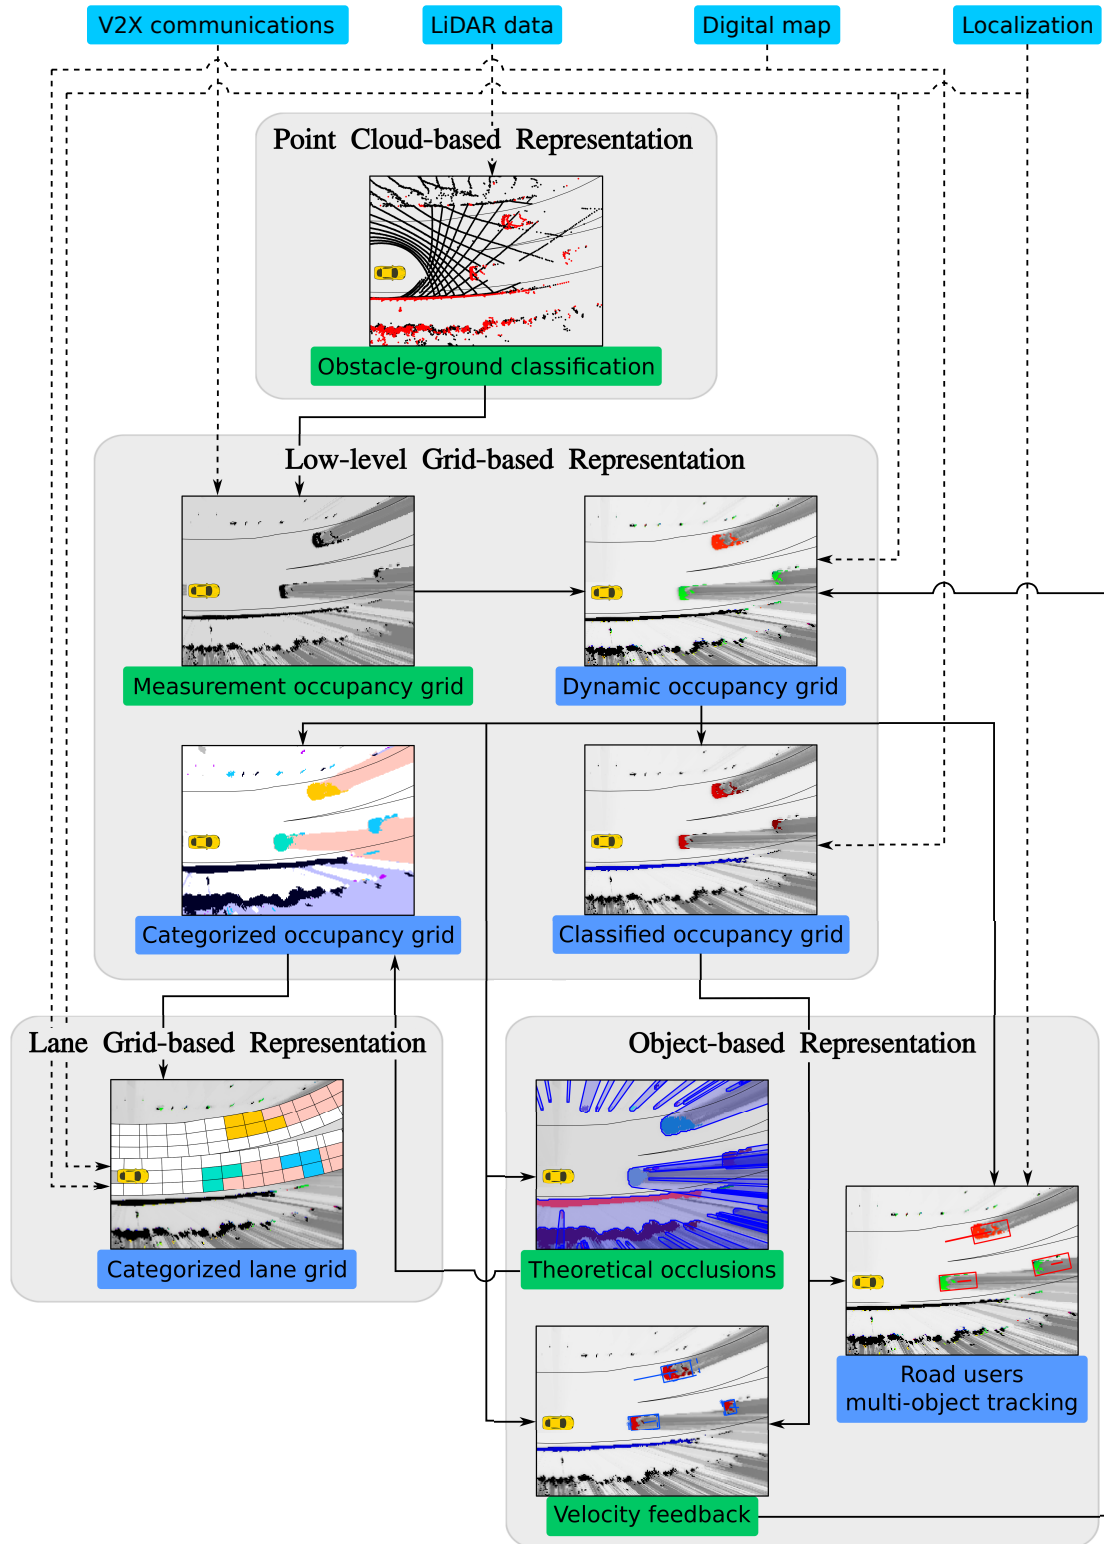 V2X communications
LiDAR data
Digital map
Localization
Point Cloud-based Representation
Obstacle-ground classification
Low-level Grid-based Representation
Measurement occupancy grid
Dynamic occupancy grid
Categorized occupancy grid
Classified occupancy grid
Lane Grid-based Representation
Object-based Representation
Categorized lane grid
Theoretical occlusions
Road users
multi-object tracking
Velocity feedback